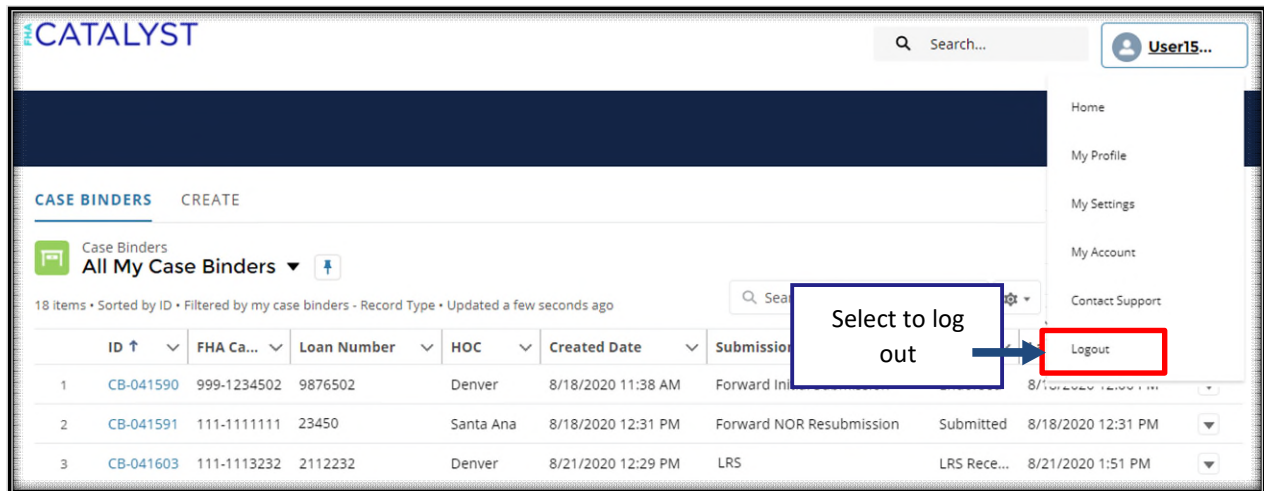 FHA CATALYST
Search...
User15...
Home
My Profile
CASE BINDERS CREATE
My Settings
Case Binders
All My Case Binders
My Account
18 items • Sorted by ID • Filtered by my case binders - Record Type • Updated a few seconds ago
Sea
Contact Support
Select to log
out
Logout
ID ↑ FHA Ca... Loan Number HOC Created Date Submission
1 CB-041590 999-1234502 9876502 Denver 8/18/2020 11:38 AM Forward
2 CB-041591 111-1111111 23450 Santa Ana 8/18/2020 12:31 PM Forward NOR Resubmission Submitted 8/18/2020 12:31 PM
3 CB-041603 111-1113232 2112232 Denver 8/21/2020 12:29 PM LRS LRS Rece... 8/21/2020 1:51 PM